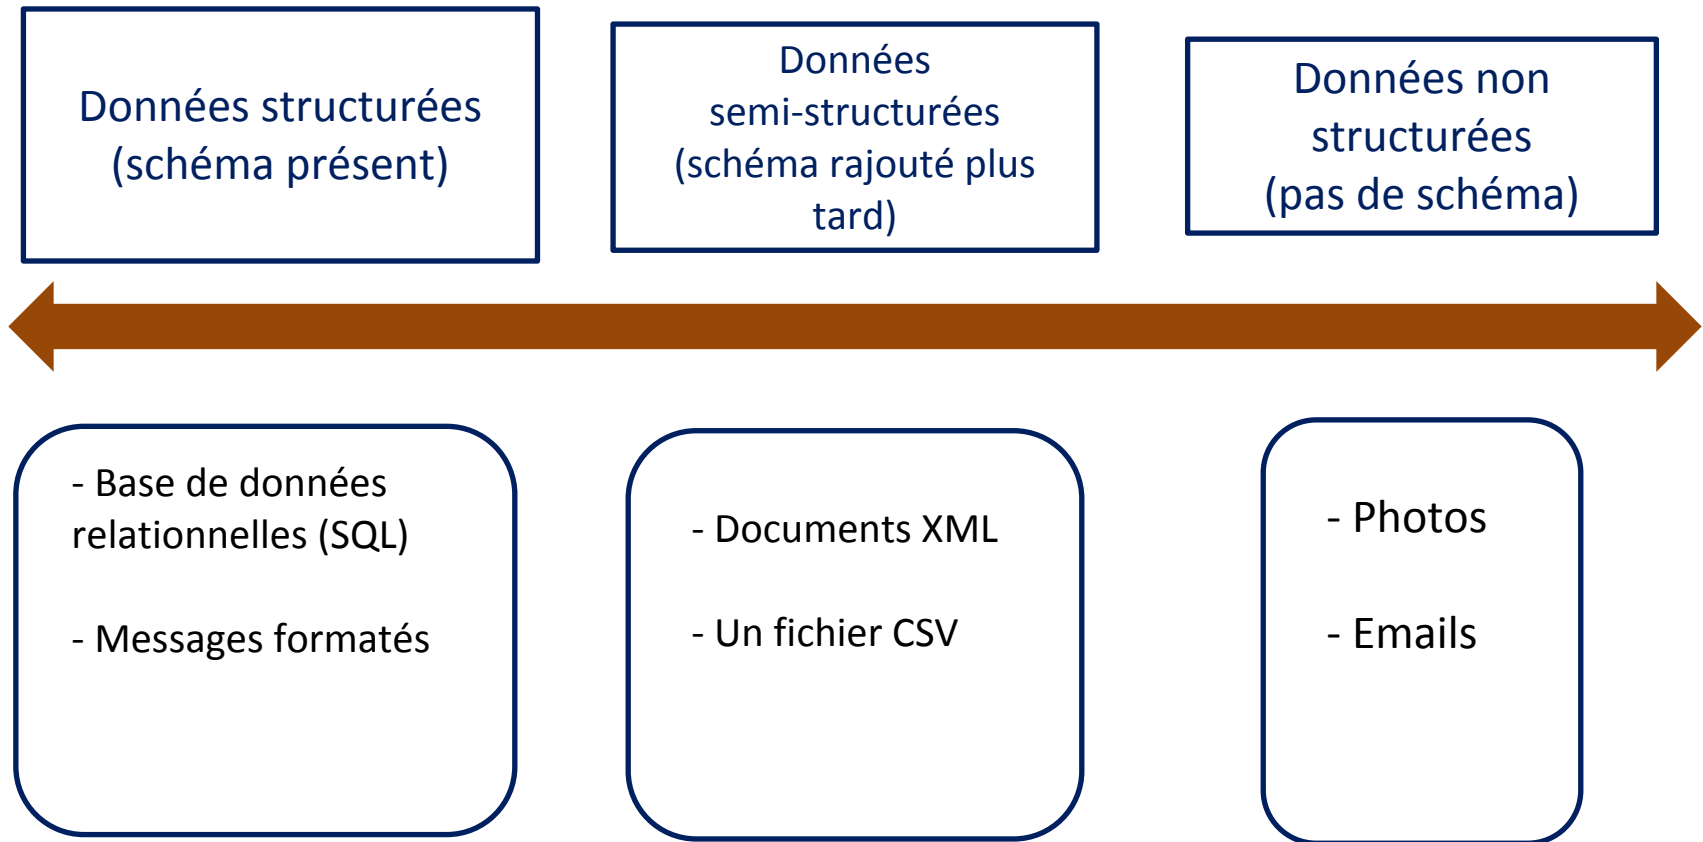 Données structurées
(schéma présent)
Données
semi-structurées
(schéma rajouté plus
tard)
Données non
structurées
(pas de schéma)
- Base de données
relationnelles (SQL)
- Messages formatés
- Documents XML
- Un fichier CSV
- Photos
- Emails